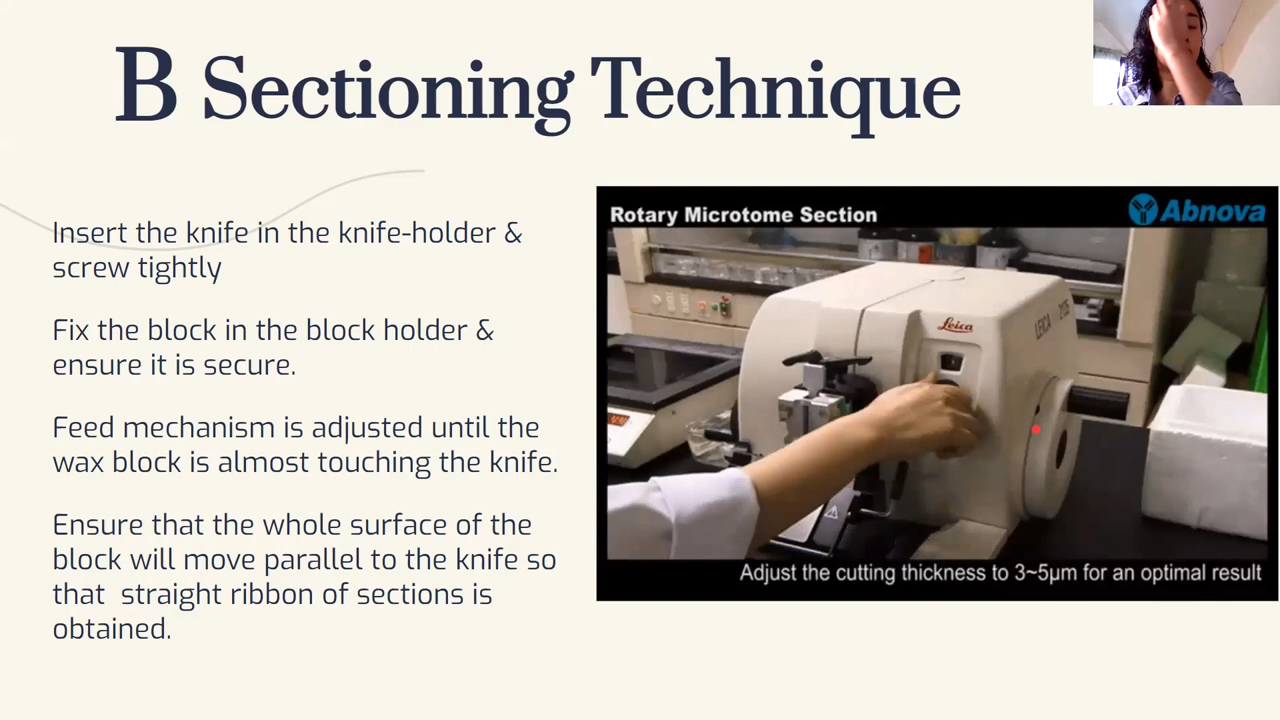 B Sectioning Technique
Insert the knife in the knife-holder &
screw tightly
Fix the block in the block holder &
ensure it is secure.
Feed mechanism is adjusted until the
wax block is almost touching the knife.
Ensure that the whole surface of the
block will move parallel to the knife so
that  straight ribbon of sections is
obtained.
Rotary Microtome Section
Abnova
Leica
LEICA
Adjust the cutting thickness to 3~5µm for an optimal result